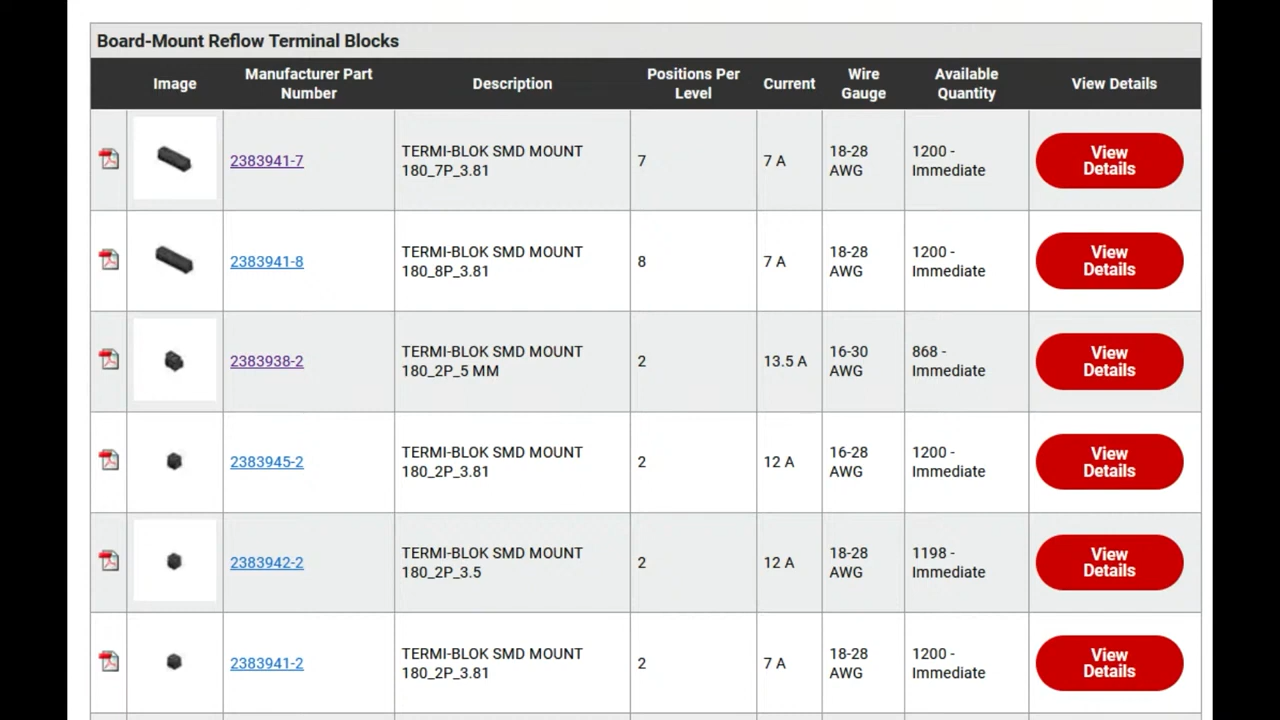 Board-Mount Reflow Terminal Blocks
Image
Manufacturer Part
Number
Description
Positions Per
Level
Current
Wire
Gauge
Available
Quantity
View Details
2383941-7
TERMI-BLOK SMD MOUNT
180_7P_3.81
7
7 A
18-28
AWG
1200 -
Immediate
View
Details
2383941-8
TERMI-BLOK SMD MOUNT
180_8P_3.81
8
7 A
18-28
AWG
1200 -
Immediate
View
Details
2383938-2
TERMI-BLOK SMD MOUNT
180_2P_5 MM
2
13.5 A
16-30
AWG
868 -
Immediate
View
Details
2383945-2
TERMI-BLOK SMD MOUNT
180_2P_3.81
2
12 A
16-28
AWG
1200 -
Immediate
View
Details
2383942-2
TERMI-BLOK SMD MOUNT
180_2P_3.5
2
12 A
18-28
AWG
1198 -
Immediate
View
Details
2383941-2
TERMI-BLOK SMD MOUNT
180_2P_3.81
2
7 A
18-28
AWG
1200 -
Immediate
View
Details